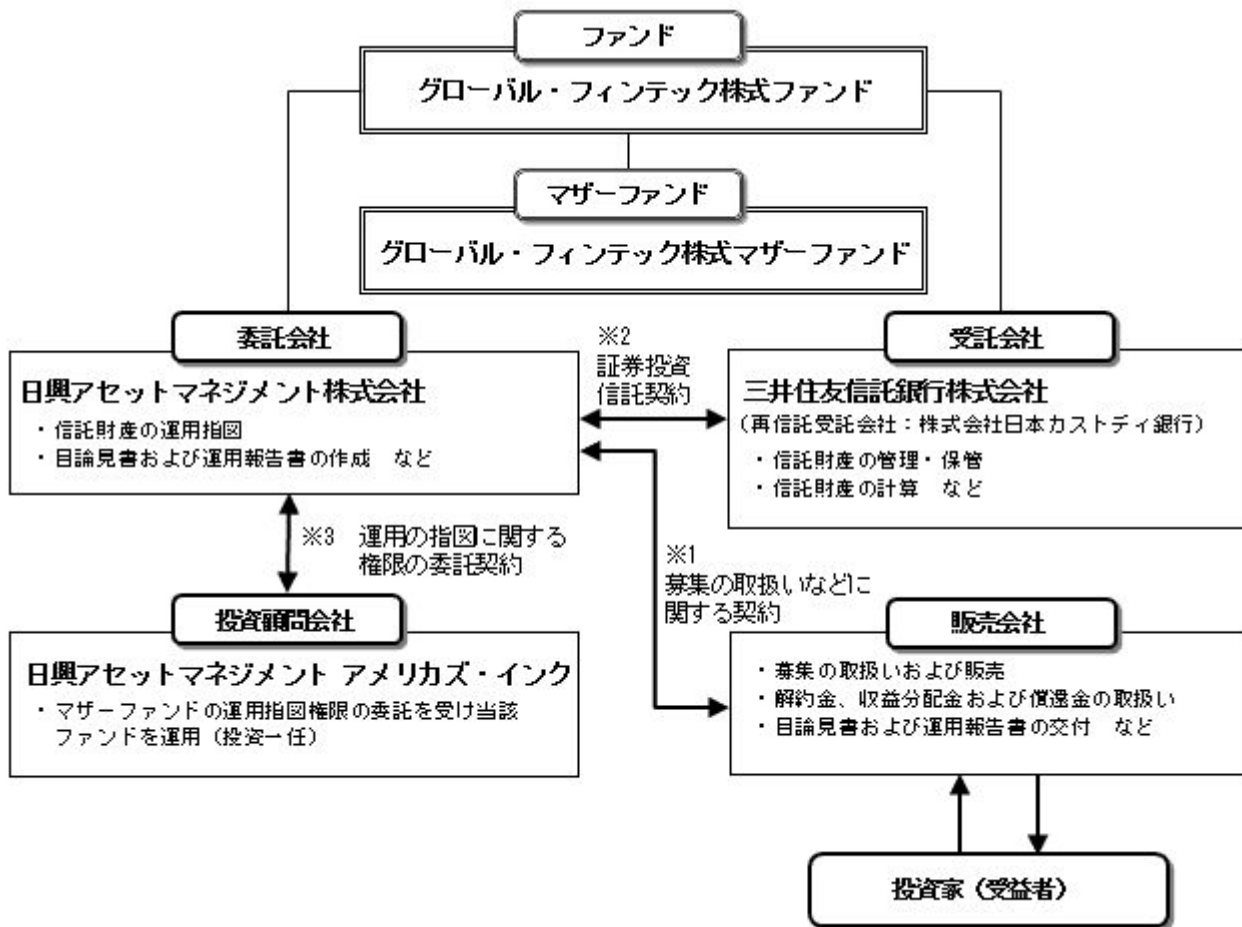 ファンド
グローバル・フィンテック株式ファンド
マザーファンド
グローバル・フィンテック株式マザーファンド
委託会社
日興アセットマネジメント株式会社
・信託財産の運用指図
・目論見書および運用報告書の作成 など
※2
証券投資
信託契約
受託会社
三井住友信託銀行株式会社
（再信託受託会社：株式会社日本カストディ銀行）
・信託財産の管理・保管
・信託財産の計算 など
※3 運用の指図に関する
権限の委託契約
※1
募集の取扱いなどに
関する契約
投資顧問会社
日興アセットマネジメント アメリカズ・インク
・マザーファンドの運用指図権限の委託を受け当該
ファンドを運用（投資一任）
販売会社
・募集の取扱いおよび販売
・解約金、収益分配金および償還金の取扱い
・目論見書および運用報告書の交付 など
投資家（受益者）